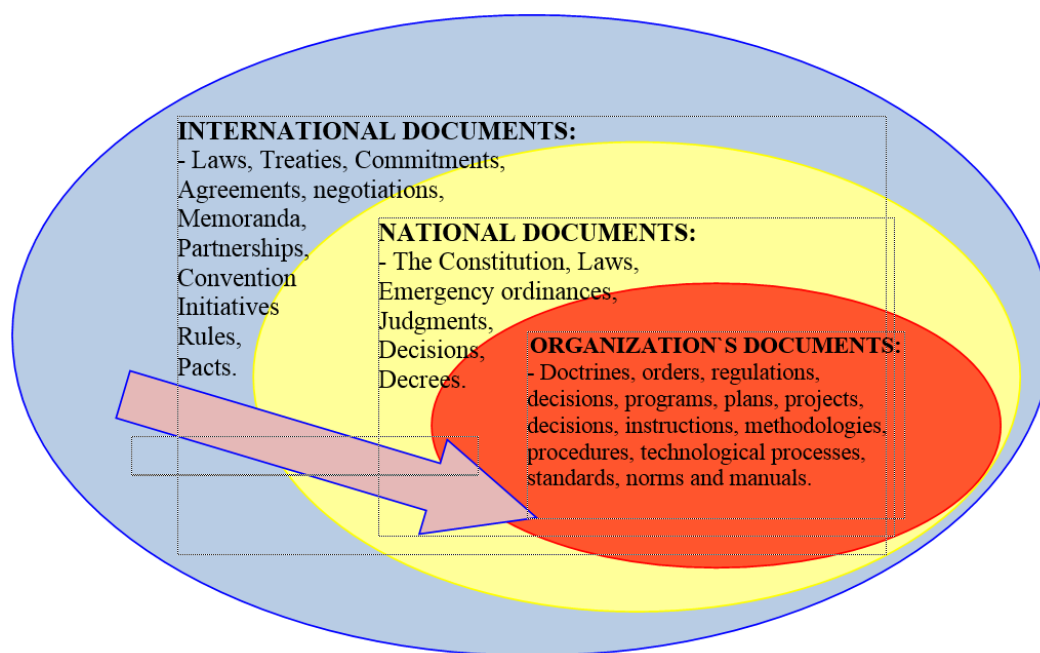 INTERNATIONAL DOCUMENTS:
- Laws, Treaties, Commitments,
Agreements, negotiations,
Memoranda,
Partnerships,
Convention
Initiatives
Rules,
Pacts.
NATIONAL DOCUMENTS:
- The Constitution, Laws,
Emergency ordinances,
Judgments,
Decisions,
Decrees.
ORGANIZATION`S DOCUMENTS:
- Doctrines, orders, regulations,
decisions, programs, plans, projects,
decisions, instructions, methodologies,
procedures, technological processes,
standards, norms and manuals.